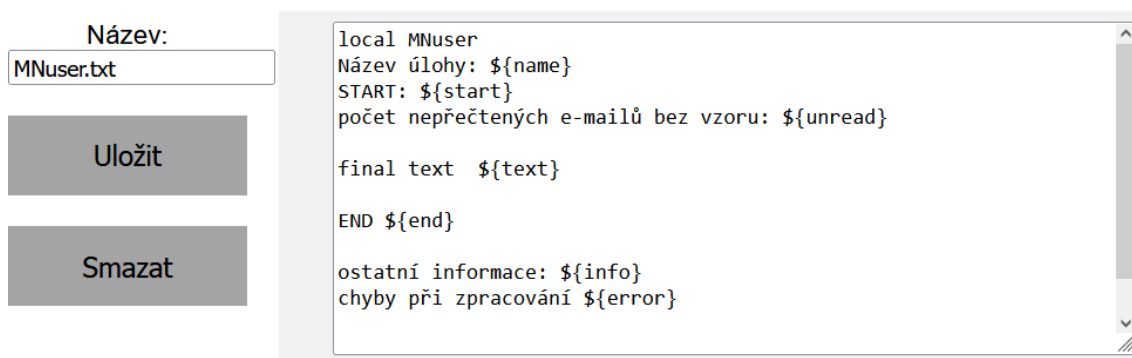 Název:
MNuser.txt
Uložit
Smazat
local MNuser
Název úlohy: ${name}
START: ${start}
počet nepřečtených e-mailů bez vzoru: ${unread}
final text  ${text}
END ${end}
ostatní informace: ${info}
chyby při zpracování ${error}